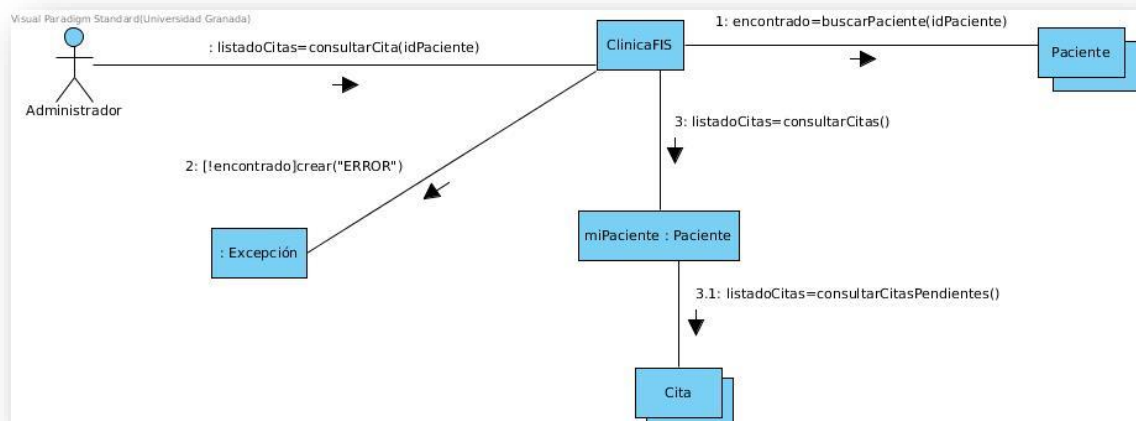 Visual Paradigm Standard(Universidad Granada)
1: encontrado=buscarPaciente(idPaciente)
: listadoCitas=consultarCita(idPaciente)
ClinicaFIS
Paciente
Administrador
3: listadoCitas=consultarCitas()
2: [!encontrado]crear("ERROR")
miPaciente : Paciente
: Excepción
3.1: listadoCitas=consultarCitasPendientes()
Cita